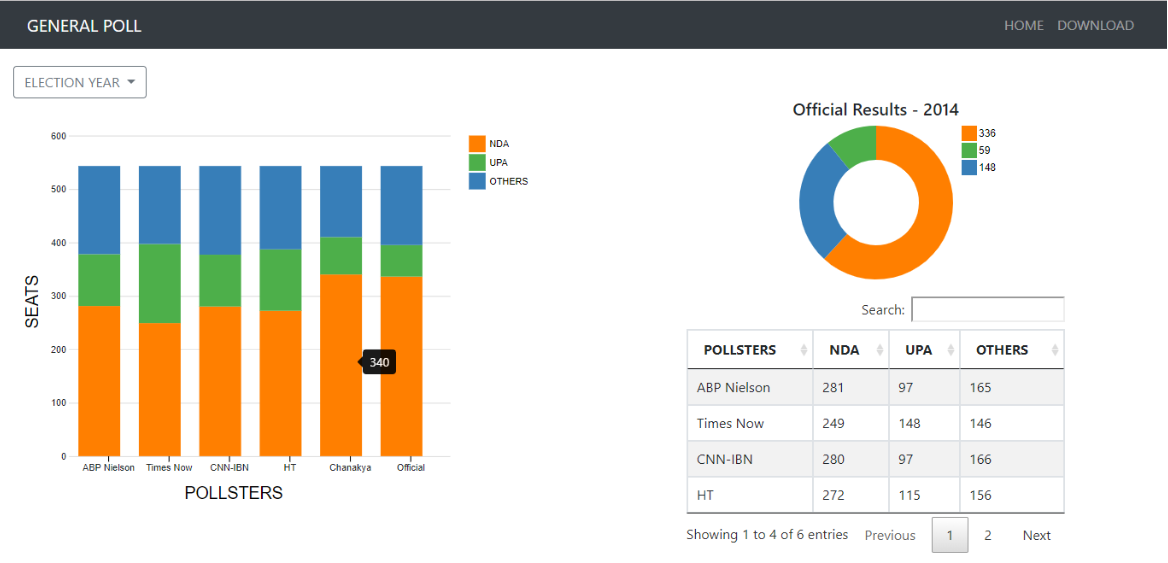 GENERAL POLL
HOME DOWNLOAD
ELECTION YEAR
600
500
400
300
200
100
0
SEATS
340
ABP Nielson Times Now CNN-IBN HT Chanakya Official
POLLSTERS
NDA
UPA
OTHERS
Official Results - 2014
336
59
148
Search:
POLLSTERS NDA UPA OTHERS
ABP Nielson 281 97 165
Times Now 249 148 146
CNN-IBN 280 97 166
HT 272 115 156
Showing 1 to 4 of 6 entries Previous 1 2 Next